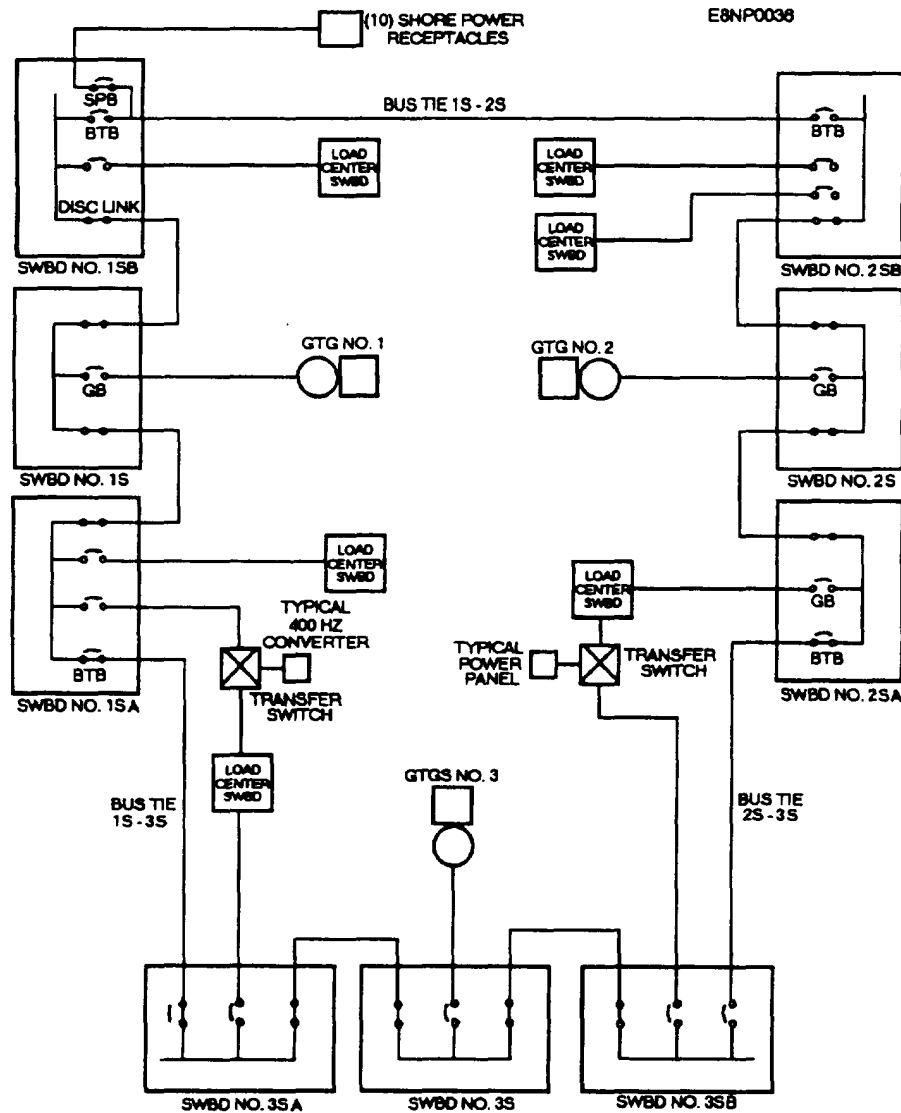 (10) SHORE POWER
RECEPTACLES
E8NP0036
SPB
BUS TIE 1S - 2S
BTB
BTB
LOAD
CENTER
SWBD
LOAD
CENTER
SWBD
DISC LINK
LOAD
CENTER
SWBD
SWBD NO. 1SB
SWBD NO. 2SB
GTG NO. 1
GTG NO. 2
GB
GB
SWBD NO. 1S
SWBD NO. 2S
LOAD
CENTER
SWBD
LOAD
CENTER
SWBD
GB
TYPICAL
400 HZ
CONVERTER
TYPICAL
POWER
PANEL
TRANSFER
SWITCH
BTB
BTB
SWBD NO. 1SA
TRANSFER
SWITCH
SWBD NO. 2SA
LOAD
CENTER
SWBD
GTGS NO. 3
BUS TIE
1S - 3S
BUS TIE
2S - 3S
SWBD NO. 3SA
SWBD NO. 3S
SWBD NO. 3SB